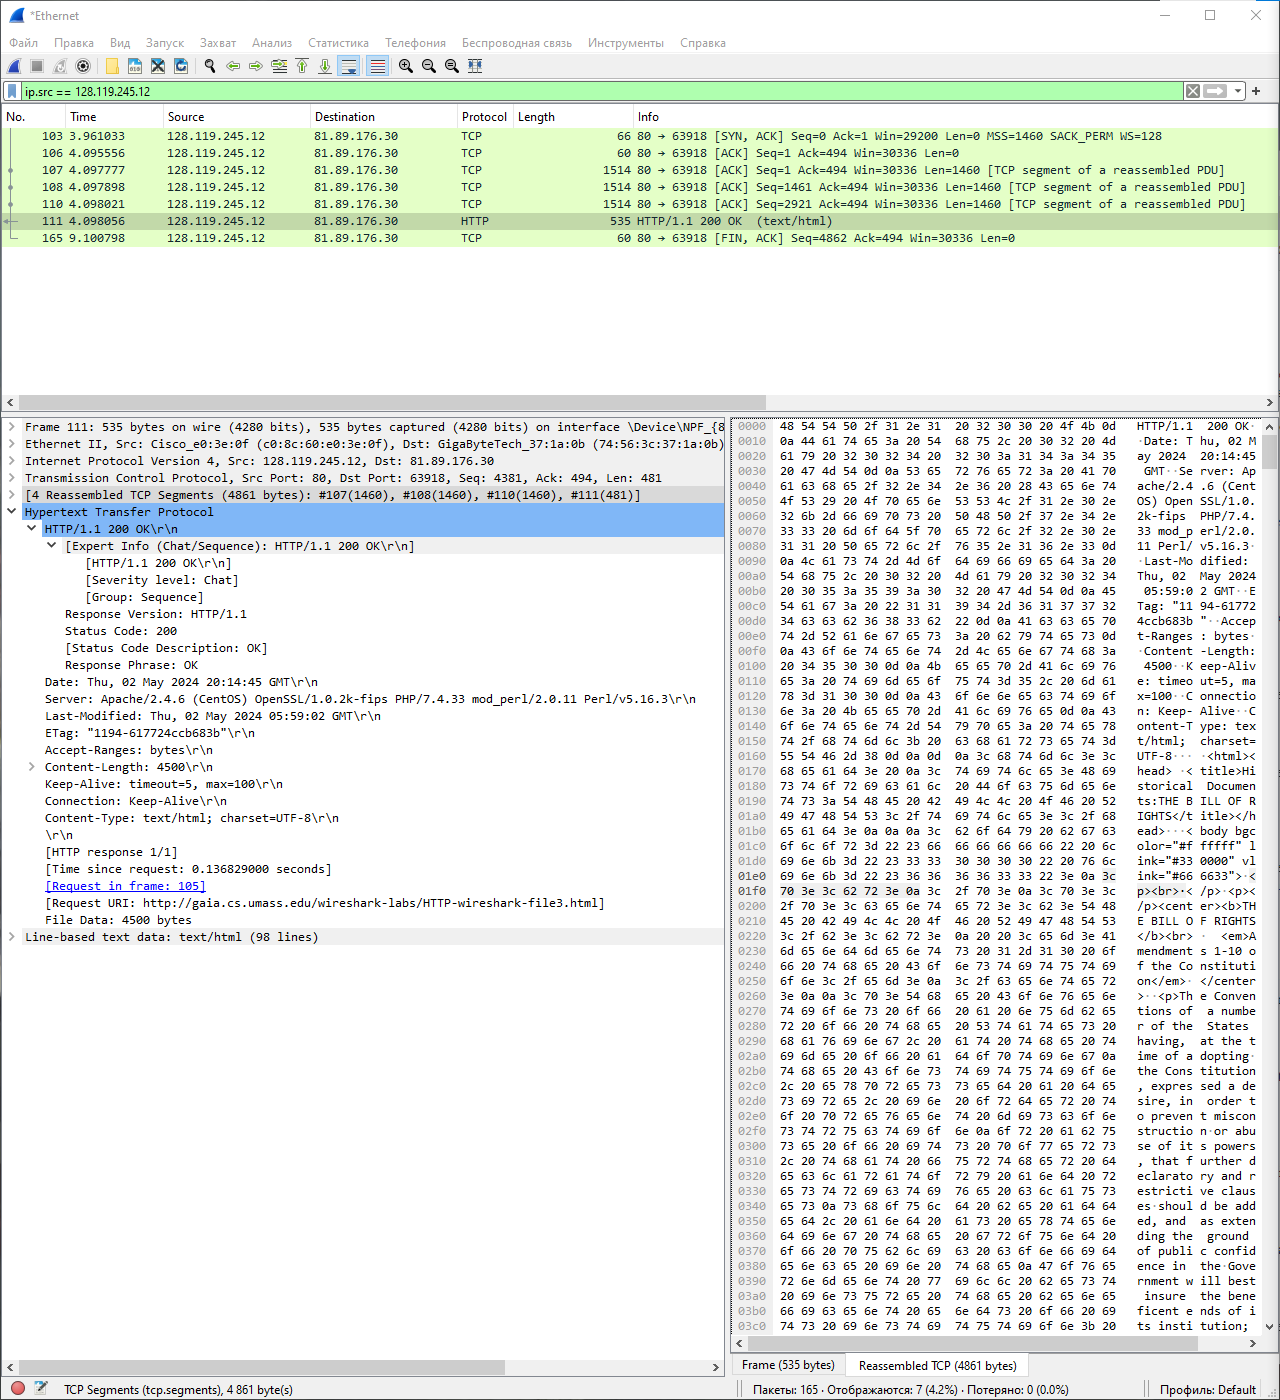 *Ethernet
Файл Правка Вид Запуск Захват Анализ Статистика Телефония Беспроводная связь Инструменты Справка
ip.src == 128.119.245.12
No. Time Source Destination Protocol Length Info
103 3.961033 128.119.245.12 81.89.176.30 TCP 66 80 → 63918 [SYN, ACK] Seq=0 Ack=1 Win=29200 Len=0 MSS=1460 SACK_PERM WS=128
106 4.095556 128.119.245.12 81.89.176.30 TCP 60 80 → 63918 [ACK] Seq=1 Ack=494 Win=30336 Len=0
107 4.097777 128.119.245.12 81.89.176.30 TCP 1514 80 → 63918 [ACK] Seq=1 Ack=494 Win=30336 Len=1460 [TCP segment of a reassembled PDU]
108 4.097898 128.119.245.12 81.89.176.30 TCP 1514 80 → 63918 [ACK] Seq=1461 Ack=494 Win=30336 Len=1460 [TCP segment of a reassembled PDU]
110 4.098021 128.119.245.12 81.89.176.30 TCP 1514 80 → 63918 [ACK] Seq=2921 Ack=494 Win=30336 Len=1460 [TCP segment of a reassembled PDU]
111 4.098056 128.119.245.12 81.89.176.30 HTTP 535 HTTP/1.1 200 OK  (text/html)
165 9.100798 128.119.245.12 81.89.176.30 TCP 60 80 → 63918 [FIN, ACK] Seq=4862 Ack=494 Win=30336 Len=0
Frame 111: 535 bytes on wire (4280 bits), 535 bytes captured (4280 bits) on interface \Device\NPF_{8
Ethernet II, Src: Cisco_e0:3e:0f (c0:8c:60:e0:3e:0f), Dst: GigaByteTech_37:1a:0b (74:56:3c:37:1a:0b)
Internet Protocol Version 4, Src: 128.119.245.12, Dst: 81.89.176.30
Transmission Control Protocol, Src Port: 80, Dst Port: 63918, Seq: 4381, Ack: 494, Len: 481
[4 Reassembled TCP Segments (4861 bytes): #107(1460), #108(1460), #110(1460), #111(481)]
Hypertext Transfer Protocol
HTTP/1.1 200 OK\r\n
[Expert Info (Chat/Sequence): HTTP/1.1 200 OK\r\n]
[HTTP/1.1 200 OK\r\n]
[Severity level: Chat]
[Group: Sequence]
Response Version: HTTP/1.1
Status Code: 200
[Status Code Description: OK]
Response Phrase: OK
Date: Thu, 02 May 2024 20:14:45 GMT\r\n
Server: Apache/2.4.6 (CentOS) OpenSSL/1.0.2k-fips PHP/7.4.33 mod_perl/2.0.11 Perl/v5.16.3\r\n
Last-Modified: Thu, 02 May 2024 05:59:02 GMT\r\n
ETag: "1194-617724ccb683b"\r\n
Accept-Ranges: bytes\r\n
Content-Length: 4500\r\n
Keep-Alive: timeout=5, max=100\r\n
Connection: Keep-Alive\r\n
Content-Type: text/html; charset=UTF-8\r\n
\r\n
[HTTP response 1/1]
[Time since request: 0.136829000 seconds]
[Request in frame: 105]
[Request URI: http://gaia.cs.umass.edu/wireshark-labs/HTTP-wireshark-file3.html]
File Data: 4500 bytes
Line-based text data: text/html (98 lines)
0000 48 54 54 50 2f 31 2e 31 20 32 30 30 20 4f 4b 0d HTTP/1.1 200 OK·
0010 0a 44 61 74 65 3a 20 54 68 75 2c 20 30 32 20 4d ·Date: T hu, 02 M
0020 61 79 20 32 30 32 34 20 32 30 3a 31 34 3a 34 35 ay 2024 20:14:45
0030 20 47 4d 54 0d 0a 53 65 72 76 65 72 3a 20 41 70 GMT··Se rver: Ap
0040 61 63 68 65 2f 32 2e 34 2e 36 20 28 43 65 6e 74 ache/2.4 .6 (Cent
0050 4f 53 29 20 4f 70 65 6e 53 53 4c 2f 31 2e 30 2e OS) Open SSL/1.0.
0060 32 6b 2d 66 69 70 73 20 50 48 50 2f 37 2e 34 2e 2k-fips PHP/7.4.
0070 33 33 20 6d 6f 64 5f 70 65 72 6c 2f 32 2e 30 2e 33 mod_p erl/2.0.
0080 31 31 20 50 65 72 6c 2f 76 35 2e 31 36 2e 33 0d 11 Perl/ v5.16.3·
0090 0a 4c 61 73 74 2d 4d 6f 64 69 66 69 65 64 3a 20 ·Last-Mo dified:
00a0 54 68 75 2c 20 30 32 20 4d 61 79 20 32 30 32 34 Thu, 02 May 2024
00b0 20 30 35 3a 35 39 3a 30 32 20 47 4d 54 0d 0a 45 05:59:0 2 GMT··E
00c0 54 61 67 3a 20 22 31 31 39 34 2d 36 31 37 37 32 Tag: "11 94-61772
00d0 34 63 63 62 36 38 33 62 22 0d 0a 41 63 63 65 70 4ccb683b "··Accep
00e0 74 2d 52 61 6e 67 65 73 3a 20 62 79 74 65 73 0d t-Ranges : bytes·
00f0 0a 43 6f 6e 74 65 6e 74 2d 4c 65 6e 67 74 68 3a ·Content -Length:
0100 20 34 35 30 30 0d 0a 4b 65 65 70 2d 41 6c 69 76 4500··K eep-Aliv
0110 65 3a 20 74 69 6d 65 6f 75 74 3d 35 2c 20 6d 61 e: timeo ut=5, ma
0120 78 3d 31 30 30 0d 0a 43 6f 6e 6e 65 63 74 69 6f x=100··C onnectio
0130 6e 3a 20 4b 65 65 70 2d 41 6c 69 76 65 0d 0a 43 n: Keep- Alive··C
0140 6f 6e 74 65 6e 74 2d 54 79 70 65 3a 20 74 65 78 ontent-T ype: tex
0150 74 2f 68 74 6d 6c 3b 20 63 68 61 72 73 65 74 3d t/html; charset=
0160 55 54 46 2d 38 0d 0a 0d 0a 3c 68 74 6d 6c 3e 3c UTF-8··· ·<html><
0170 68 65 61 64 3e 20 0a 3c 74 69 74 6c 65 3e 48 69 head> ·< title>Hi
0180 73 74 6f 72 69 63 61 6c 20 44 6f 63 75 6d 65 6e storical Documen
0190 74 73 3a 54 48 45 20 42 49 4c 4c 20 4f 46 20 52 ts:THE B ILL OF R
01a0 49 47 48 54 53 3c 2f 74 69 74 6c 65 3e 3c 2f 68 IGHTS</t itle></h
01b0 65 61 64 3e 0a 0a 0a 3c 62 6f 64 79 20 62 67 63 ead>···< body bgc
01c0 6f 6c 6f 72 3d 22 23 66 66 66 66 66 66 22 20 6c olor="#f fffff" l
01d0 69 6e 6b 3d 22 23 33 33 30 30 30 30 22 20 76 6c ink="#33 0000" vl
01e0 69 6e 6b 3d 22 23 36 36 36 36 33 33 22 3e 0a 3c ink="#66 6633">·<
01f0 70 3e 3c 62 72 3e 0a 3c 2f 70 3e 0a 3c 70 3e 3c p><br>·< /p>·<p><
0200 2f 70 3e 3c 63 65 6e 74 65 72 3e 3c 62 3e 54 48 /p><cent er><b>TH
0210 45 20 42 49 4c 4c 20 4f 46 20 52 49 47 48 54 53 E BILL O F RIGHTS
0220 3c 2f 62 3e 3c 62 72 3e 0a 20 20 3c 65 6d 3e 41 </b><br> · <em>A
0230 6d 65 6e 64 6d 65 6e 74 73 20 31 2d 31 30 20 6f mendment s 1-10 o
0240 66 20 74 68 65 20 43 6f 6e 73 74 69 74 75 74 69 f the Co nstituti
0250 6f 6e 3c 2f 65 6d 3e 0a 3c 2f 63 65 6e 74 65 72 on</em>· </center
0260 3e 0a 0a 3c 70 3e 54 68 65 20 43 6f 6e 76 65 6e >··<p>Th e Conven
0270 74 69 6f 6e 73 20 6f 66 20 61 20 6e 75 6d 62 65 tions of a numbe
0280 72 20 6f 66 20 74 68 65 20 53 74 61 74 65 73 20 r of the States
0290 68 61 76 69 6e 67 2c 20 61 74 20 74 68 65 20 74 having, at the t
02a0 69 6d 65 20 6f 66 20 61 64 6f 70 74 69 6e 67 0a ime of a dopting·
02b0 74 68 65 20 43 6f 6e 73 74 69 74 75 74 69 6f 6e the Cons titution
02c0 2c 20 65 78 70 72 65 73 73 65 64 20 61 20 64 65 , expres sed a de
02d0 73 69 72 65 2c 20 69 6e 20 6f 72 64 65 72 20 74 sire, in order t
02e0 6f 20 70 72 65 76 65 6e 74 20 6d 69 73 63 6f 6e o preven t miscon
02f0 73 74 72 75 63 74 69 6f 6e 0a 6f 72 20 61 62 75 structio n·or abu
0300 73 65 20 6f 66 20 69 74 73 20 70 6f 77 65 72 73 se of it s powers
0310 2c 20 74 68 61 74 20 66 75 72 74 68 65 72 20 64 , that f urther d
0320 65 63 6c 61 72 61 74 6f 72 79 20 61 6e 64 20 72 eclarato ry and r
0330 65 73 74 72 69 63 74 69 76 65 20 63 6c 61 75 73 estricti ve claus
0340 65 73 0a 73 68 6f 75 6c 64 20 62 65 20 61 64 64 es·shoul d be add
0350 65 64 2c 20 61 6e 64 20 61 73 20 65 78 74 65 6e ed, and as exten
0360 64 69 6e 67 20 74 68 65 20 67 72 6f 75 6e 64 20 ding the ground
0370 6f 66 20 70 75 62 6c 69 63 20 63 6f 6e 66 69 64 of publi c confid
0380 65 6e 63 65 20 69 6e 20 74 68 65 0a 47 6f 76 65 ence in the·Gove
0390 72 6e 6d 65 6e 74 20 77 69 6c 6c 20 62 65 73 74 rnment w ill best
03a0 20 69 6e 73 75 72 65 20 74 68 65 20 62 65 6e 65 insure the bene
03b0 66 69 63 65 6e 74 20 65 6e 64 73 20 6f 66 20 69 ficent e nds of i
03c0 74 73 20 69 6e 73 74 69 74 75 74 69 6f 6e 3b 20 ts insti tution;
Frame (535 bytes) Reassembled TCP (4861 bytes)
TCP Segments (tcp.segments), 4 861 byte(s) Пакеты: 165 · Отображаются: 7 (4.2%) · Потеряно: 0 (0.0%) Профиль: Default